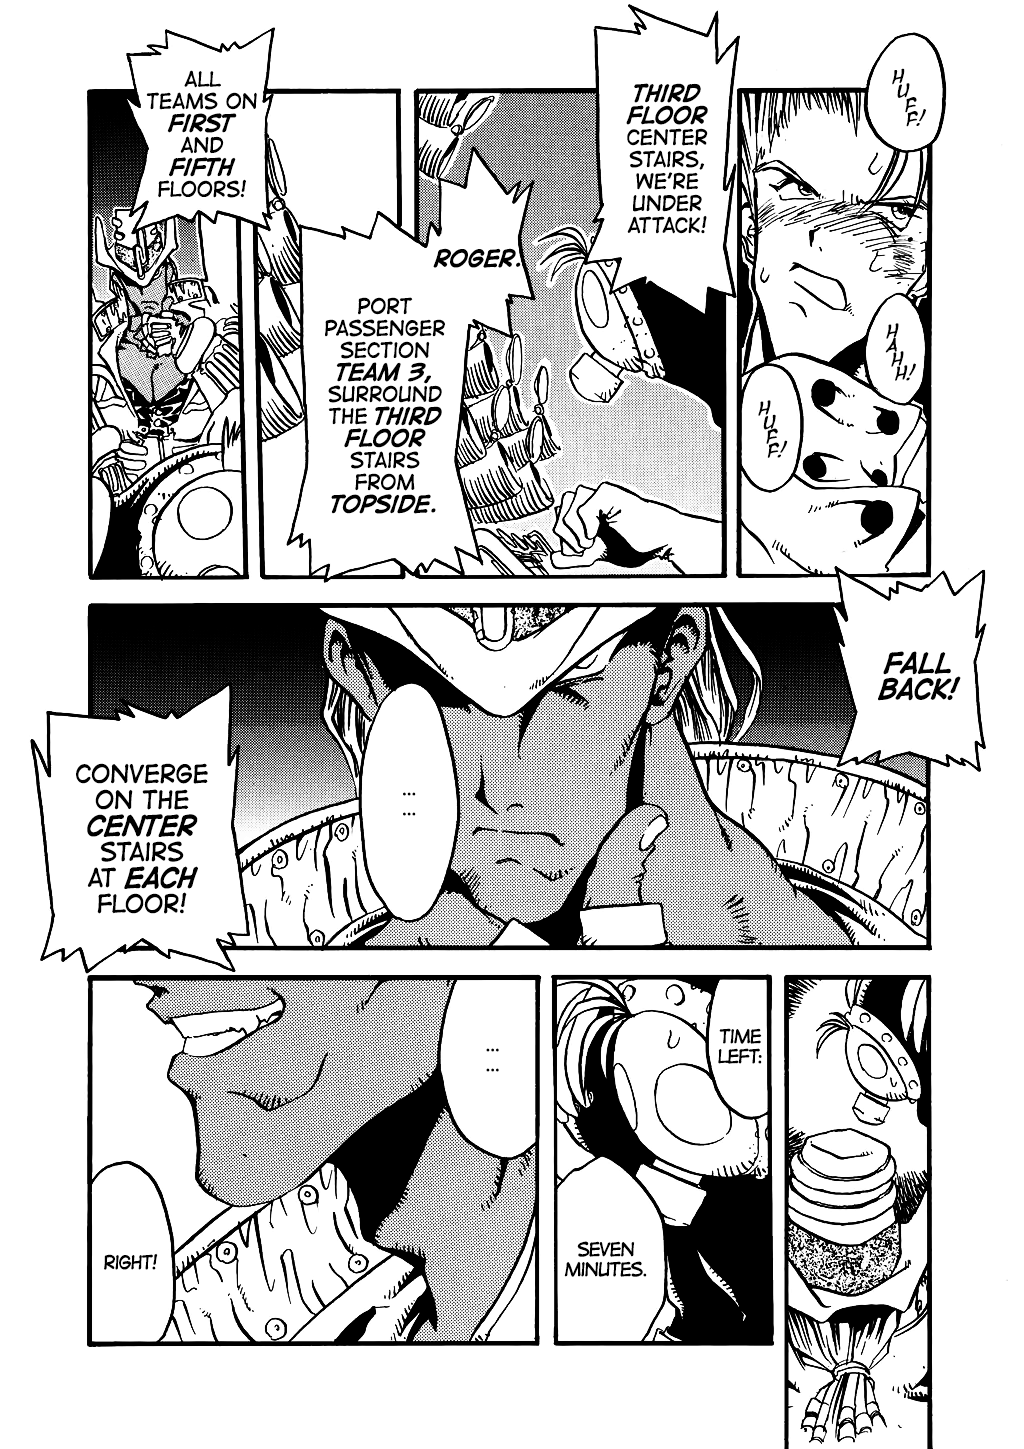 HUFF!
HAHH!
HUFF!
THIRD
FLOOR
CENTER
STAIRS,
WE'RE
UNDER
ATTACK!
ROGER.
PORT
PASSENGER
SECTION
TEAM 3,
SURROUND
THE THIRD
FLOOR
STAIRS
FROM
TOPSIDE.
ALL
TEAMS ON
FIRST
AND
FIFTH
FLOORS!
FALL
BACK!
...
...
CONVERGE
ON THE
CENTER
STAIRS
AT EACH
FLOOR!
TIME
LEFT:
SEVEN
MINUTES.
...
...
RIGHT!